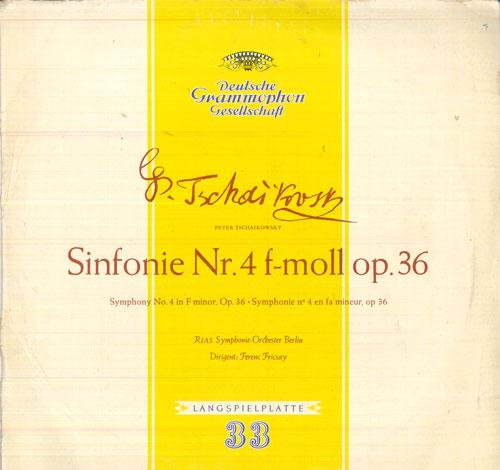 Deutsche
Grammophon
Gesellschaft
P. Tschaikowsky
PETER TSCHAIKOWSKY
Sinfonie Nr. 4 f-moll op. 36
Symphony No. 4 in F minor, Op. 36 • Symphonie nº 4 en fa mineur, op 36
RIAS Symphonie-Orchester Berlin
Dirigent: Ferenc Fricsay
LANGSPIELPLATTE
33